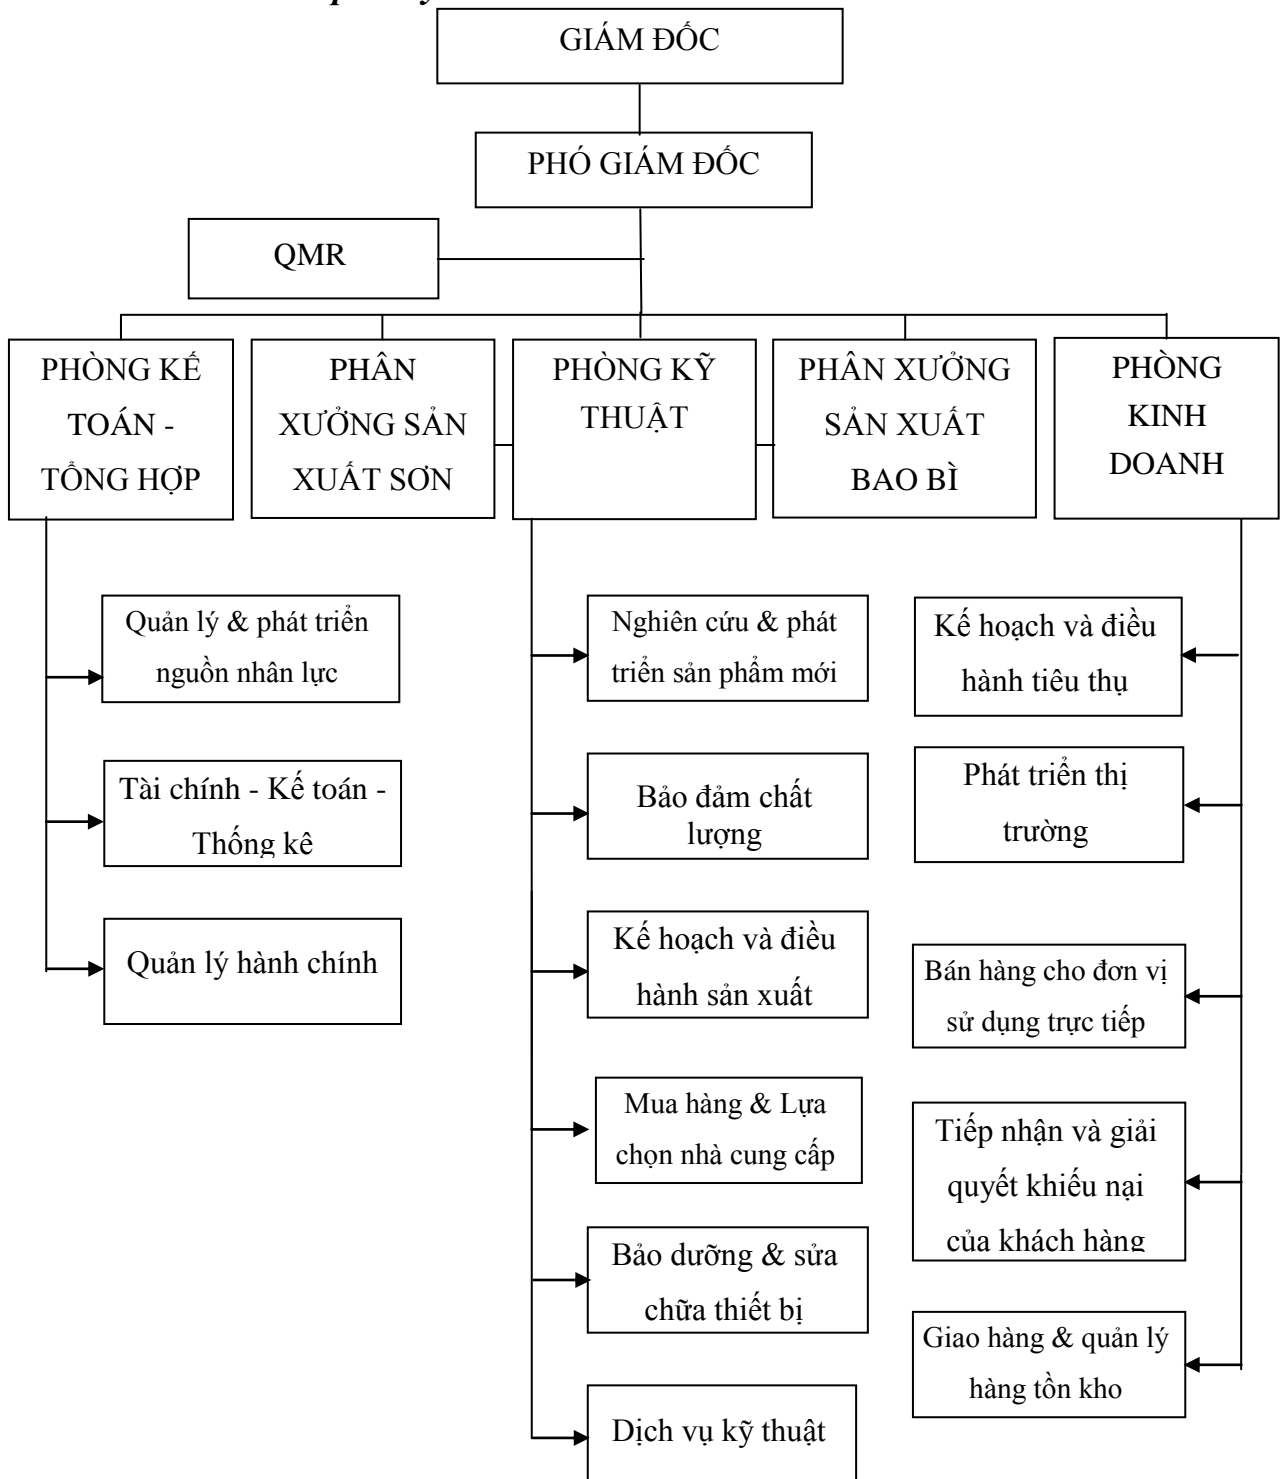 GIÁM ĐỐC
PHÓ GIÁM ĐỐC
QMR
PHÒNG KẾ
TOÁN -
TỔNG HỢP
PHÂN
XƯỞNG SẢN
XUẤT SƠN
PHÒNG KỸ
THUẬT
PHÂN XƯỞNG
SẢN XUẤT
BAO BÌ
PHÒNG
KINH
DOANH
Quản lý & phát triển
nguồn nhân lực
Tài chính - Kế toán -
Thống kê
Quản lý hành chính
Nghiên cứu & phát
triển sản phẩm mới
Bảo đảm chất
lượng
Kế hoạch và điều
hành sản xuất
Mua hàng & Lựa
chọn nhà cung cấp
Bảo dưỡng & sửa
chữa thiết bị
Dịch vụ kỹ thuật
Kế hoạch và điều
hành tiêu thụ
Phát triển thị
trường
Bán hàng cho đơn vị
sử dụng trực tiếp
Tiếp nhận và giải
quyết khiếu nại
của khách hàng
Giao hàng & quản lý
hàng tồn kho